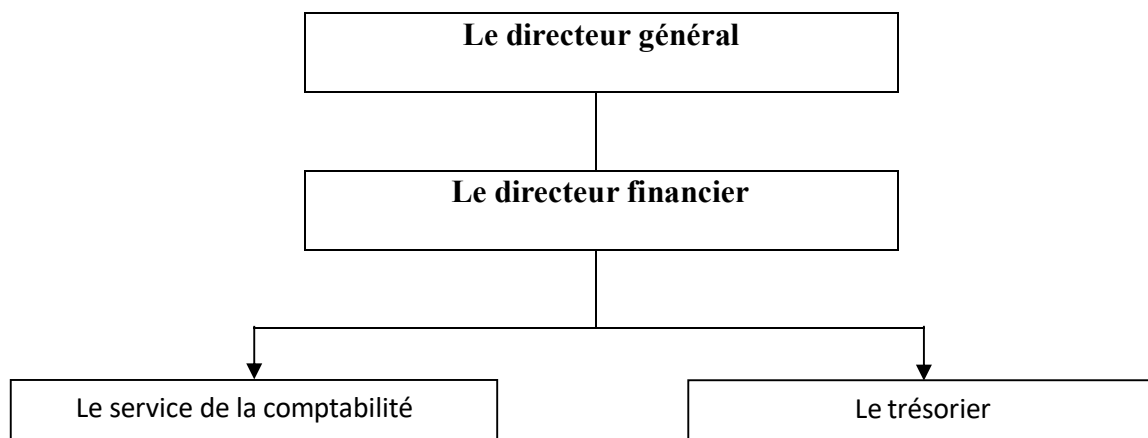 Le directeur général
Le directeur financier
Le service de la comptabilité
Le trésorier